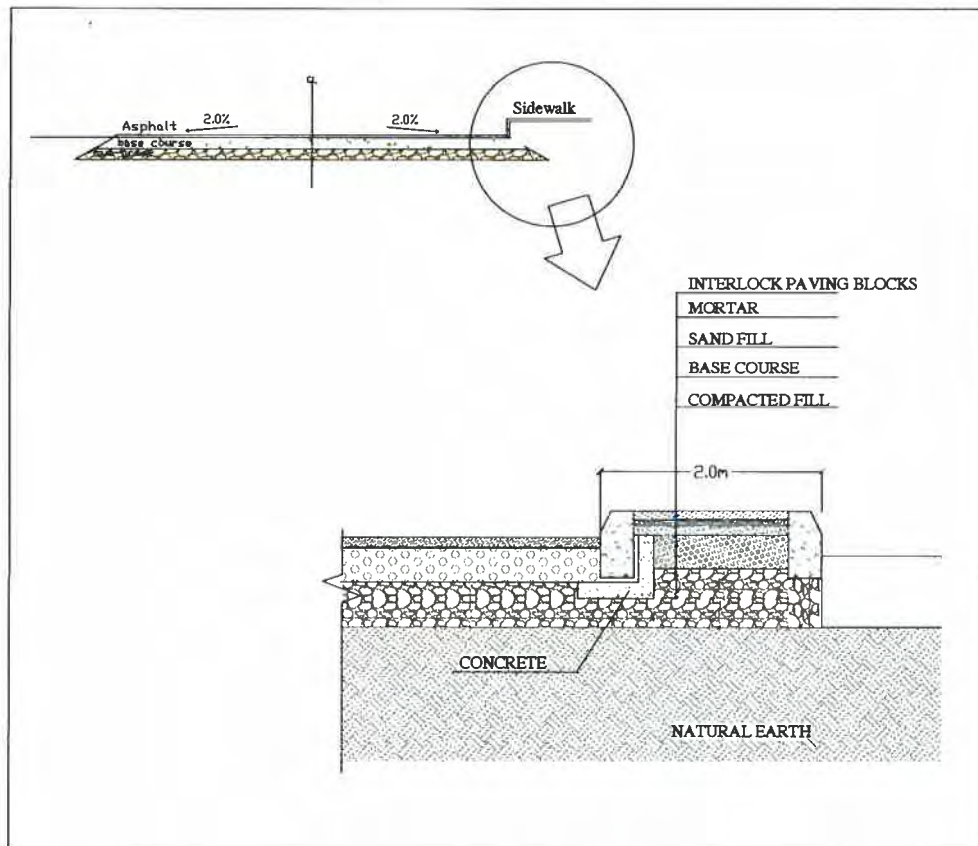 Sidewalk
2.0%
2.0%
Asphalt
base course
INTERLOCK PAVING BLOCKS
MORTAR
SAND FILL
BASE COURSE
COMPACTED FILL
2.0m
CONCRETE
NATURAL EARTH